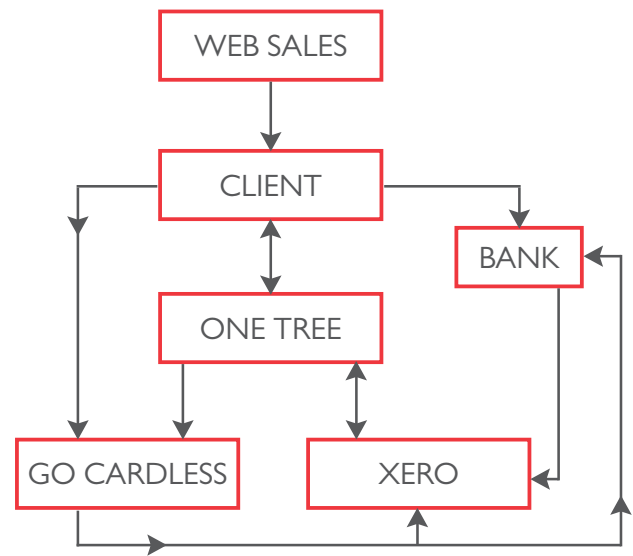 WEB SALES
CLIENT
BANK
ONE TREE
GO CARDLESS
XERO